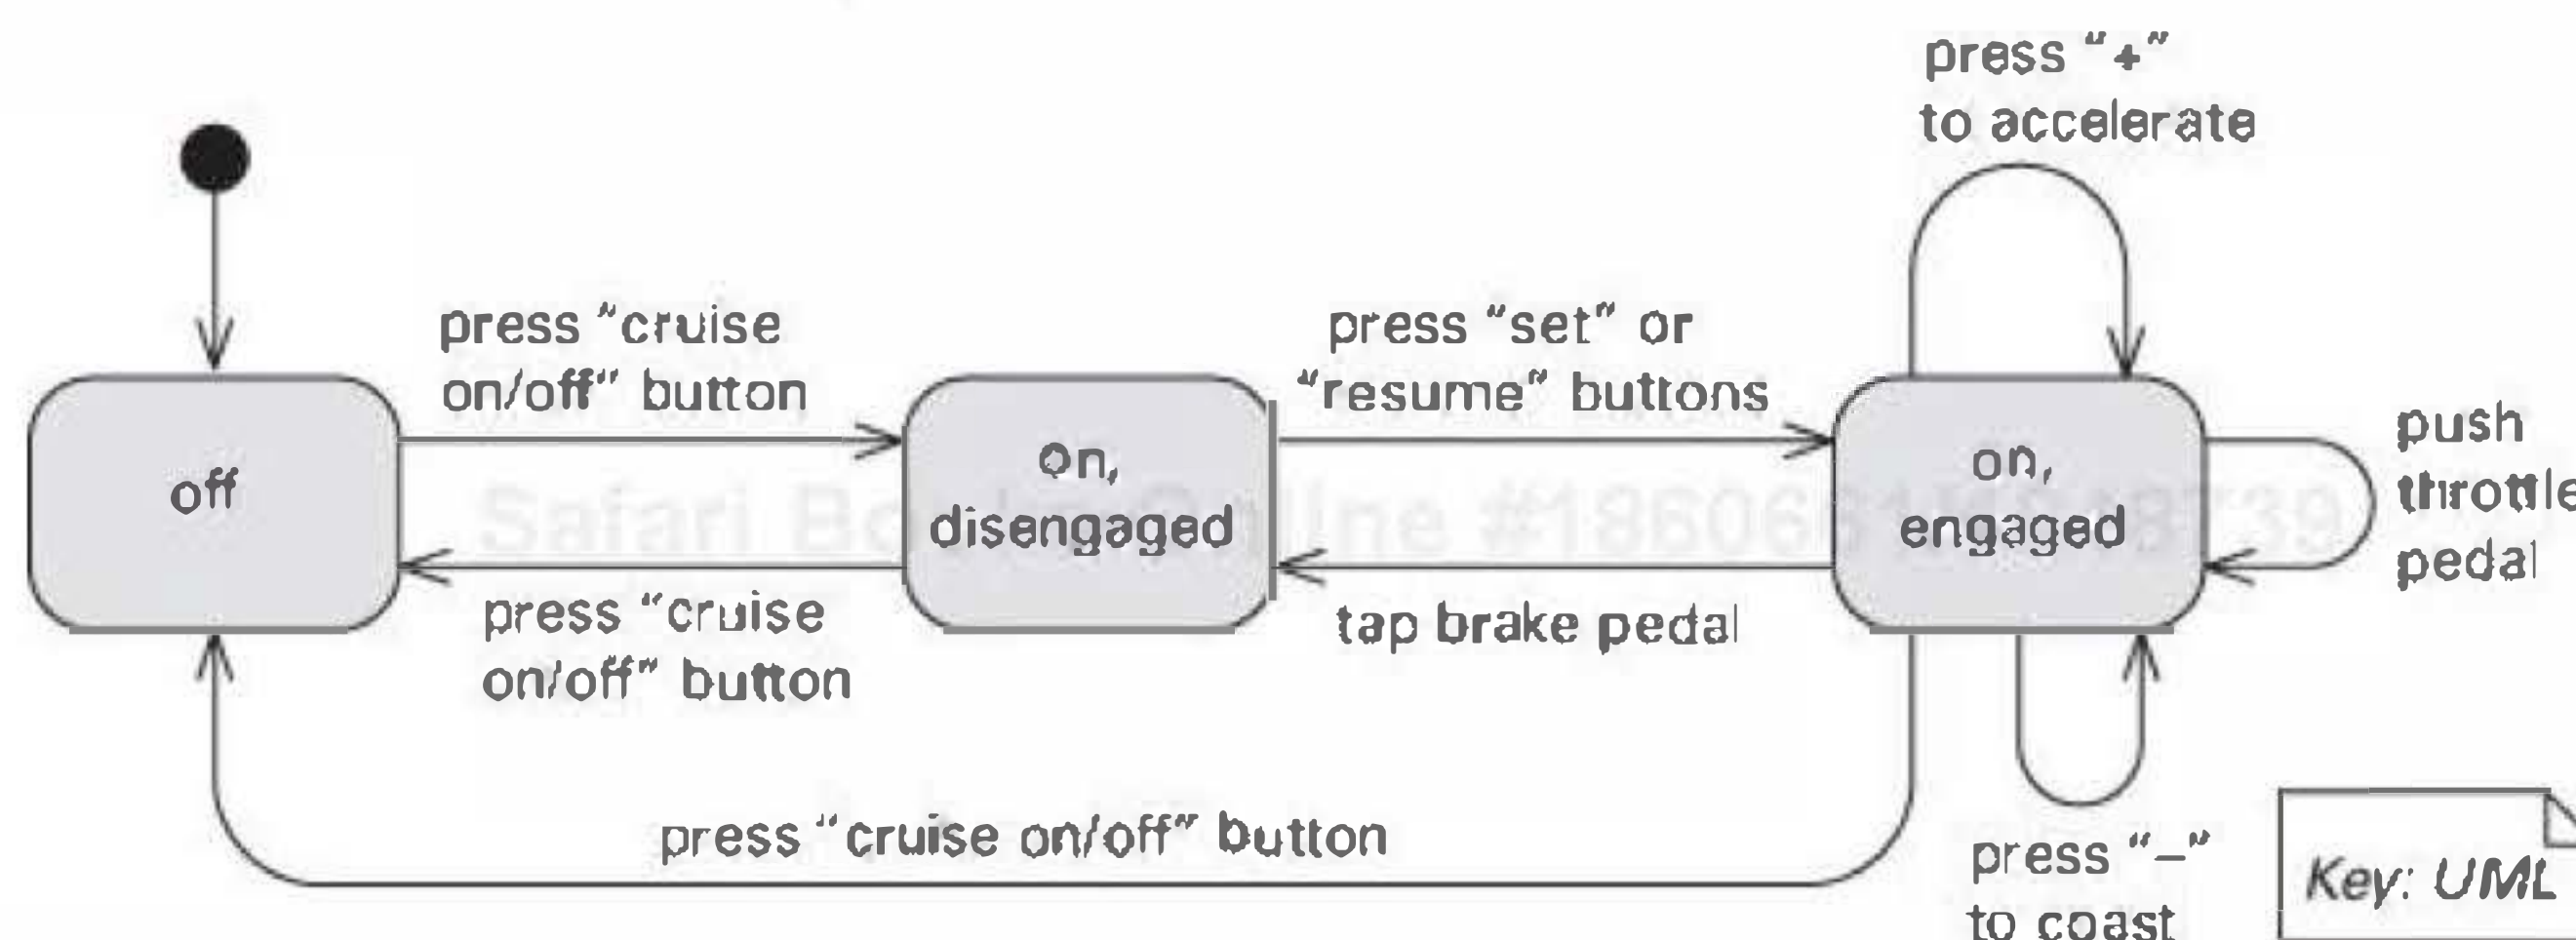 press "+"
to accelerate
press "cruise
on/off" button
press "set" or
"resume" buttons
off
on,
disengaged
on,
engaged
push
throttle
pedal
press "cruise
on/off" button
tap brake pedal
press "cruise on/off" button
press "–"
to coast
Key: UML
Safari Online